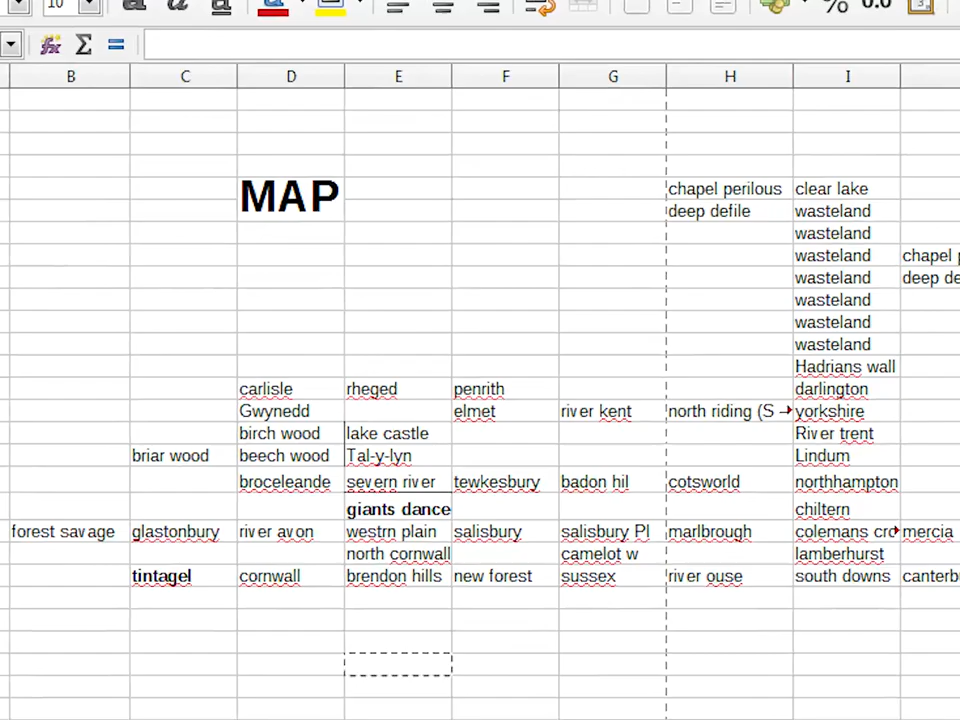 10 % 0.0
B C D E F G H I
MAP
chapel perilous clear lake
deep defile wasteland
wasteland
wasteland chapel
wasteland
wasteland
wasteland
wasteland
Hadrians wall
carlisle rheged penrith darlington
Gwynedd elmet river kent north riding (S yorkshire
birch wood lake castle River trent
briar wood beech wood Tal-y-lyn Lindum
broceleande severn river tewkesbury badon hil cotsworld northhampton
giants dance chiltern
forest savage glastonbury river avon westrn plain salisbury salisbury Pl marlbrough colemans cro mercia
north cornwall camelot w lamberhurst
tintagel cornwall brendon hills new forest sussex river ouse south downs